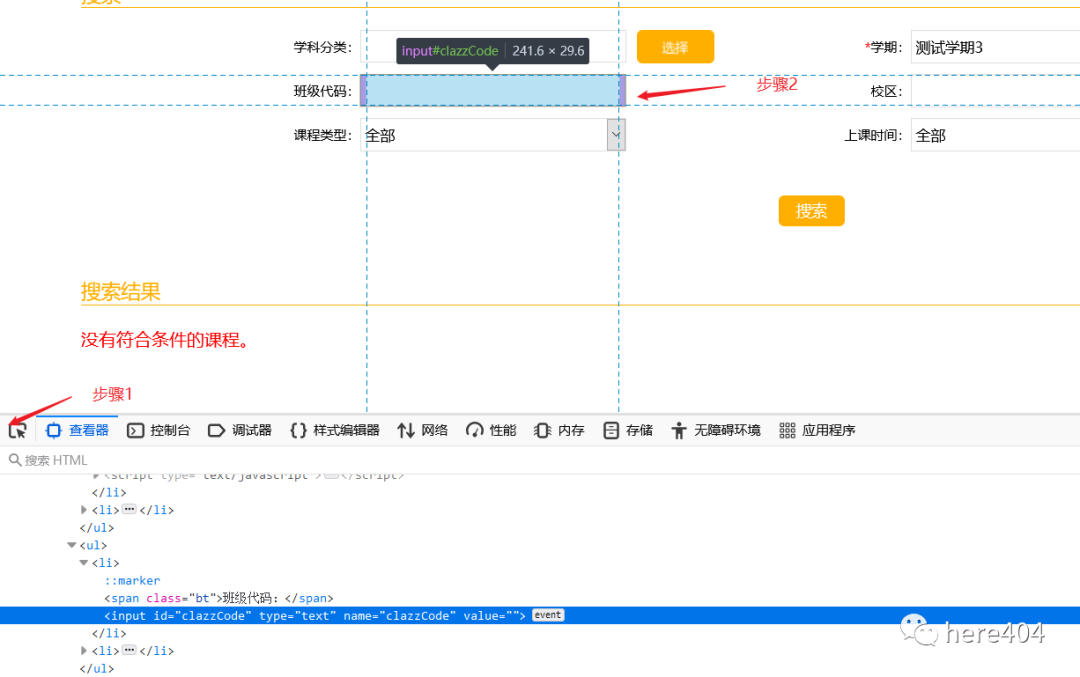 搜索
学科分类:
input#clazzCode 241.6 × 29.6
选择
*学期:
测试学期3
班级代码:
步骤2
校区:
课程类型:
全部
上课时间:
全部
搜索
搜索结果
没有符合条件的课程。
步骤1
查看器 控制台 调试器 样式编辑器 网络 性能 内存 存储 无障碍环境 应用程序
搜索 HTML
<script type="text/javascript"></script>
</li>
<li>···</li>
</ul>
<ul>
<li>
::marker
<span class="bt">班级代码: </span>
<input id="clazzCode" type="text" name="clazzCode" value=""> event
</li>
<li>···</li>
</ul>
here404